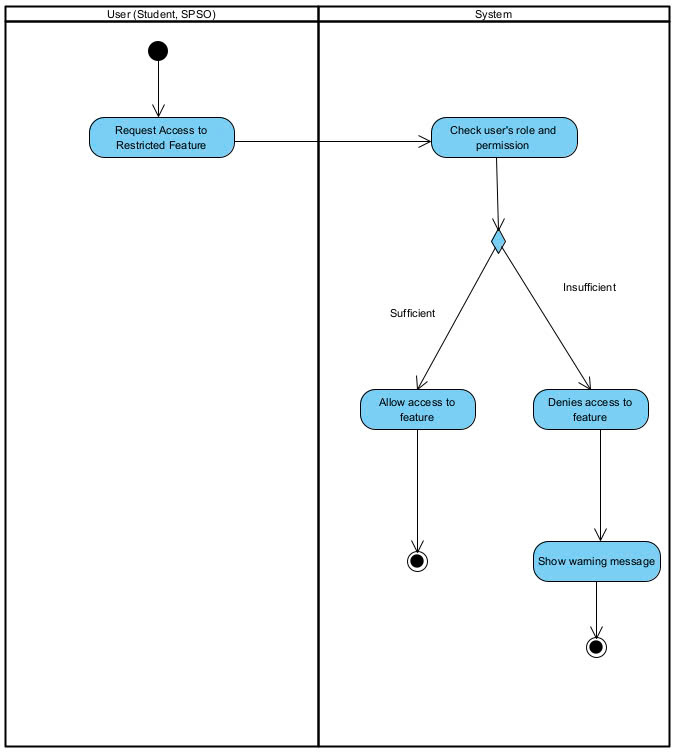 User (Student, SPSO)
System
Request Access to
Restricted Feature
Check user's role and
permission
Insufficient
Sufficient
Allow access to
feature
Denies access to
feature
Show warning message